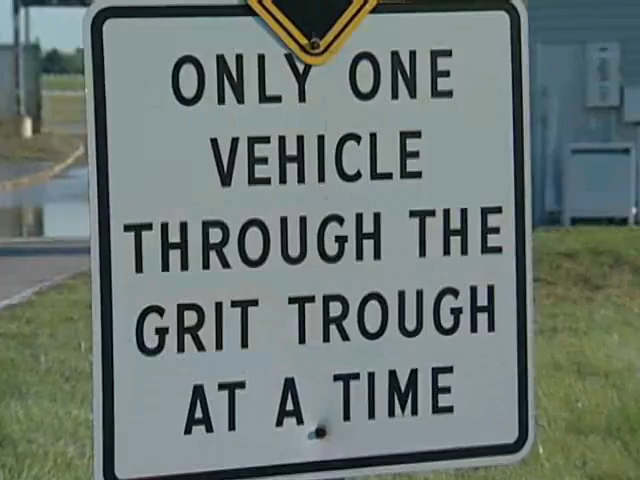 ONLY ONE
VEHICLE
THROUGH THE
GRIT TROUGH
AT A TIME